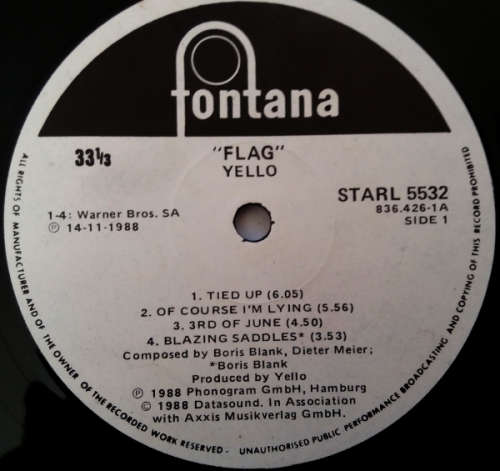 fontana
33 1/3
"FLAG"
YELLO
STARL 5532
836.426-1A
SIDE 1
1-4: Warner Bros. SA
℗ 14-11-1988
1. TIED UP (6.05)
2. OF COURSE I'M LYING (5.56)
3. 3RD OF JUNE (4.50)
4. BLAZING SADDLES* (3.53)
Composed by Boris Blank, Dieter Meier;
*Boris Blank
Produced by Yello
℗ 1988 Phonogram GmbH, Hamburg
© 1988 Datasound. In Association
with Axxis Musikverlag GmbH.
ALL RIGHTS OF MANUFACTURER AND OF THE OWNER OF THE RECORDED WORK RESERVED - UNAUTHORISED PUBLIC PERFORMANCE BROADCASTING AND COPYING OF THIS RECORD PROHIBITED